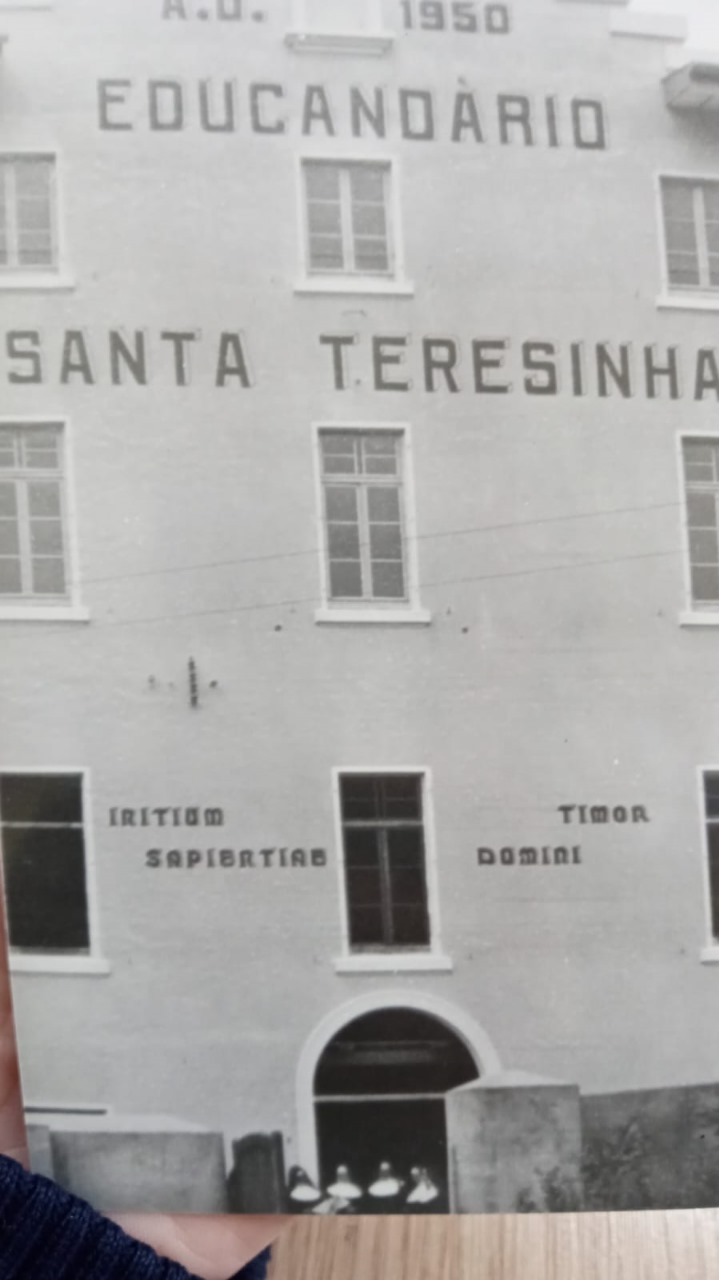 A.D. 1950
EDUCANDÀRIO
SANTA TERESINHA
INITIUM
SAPIENTIAE
TIMOR
DOMINI